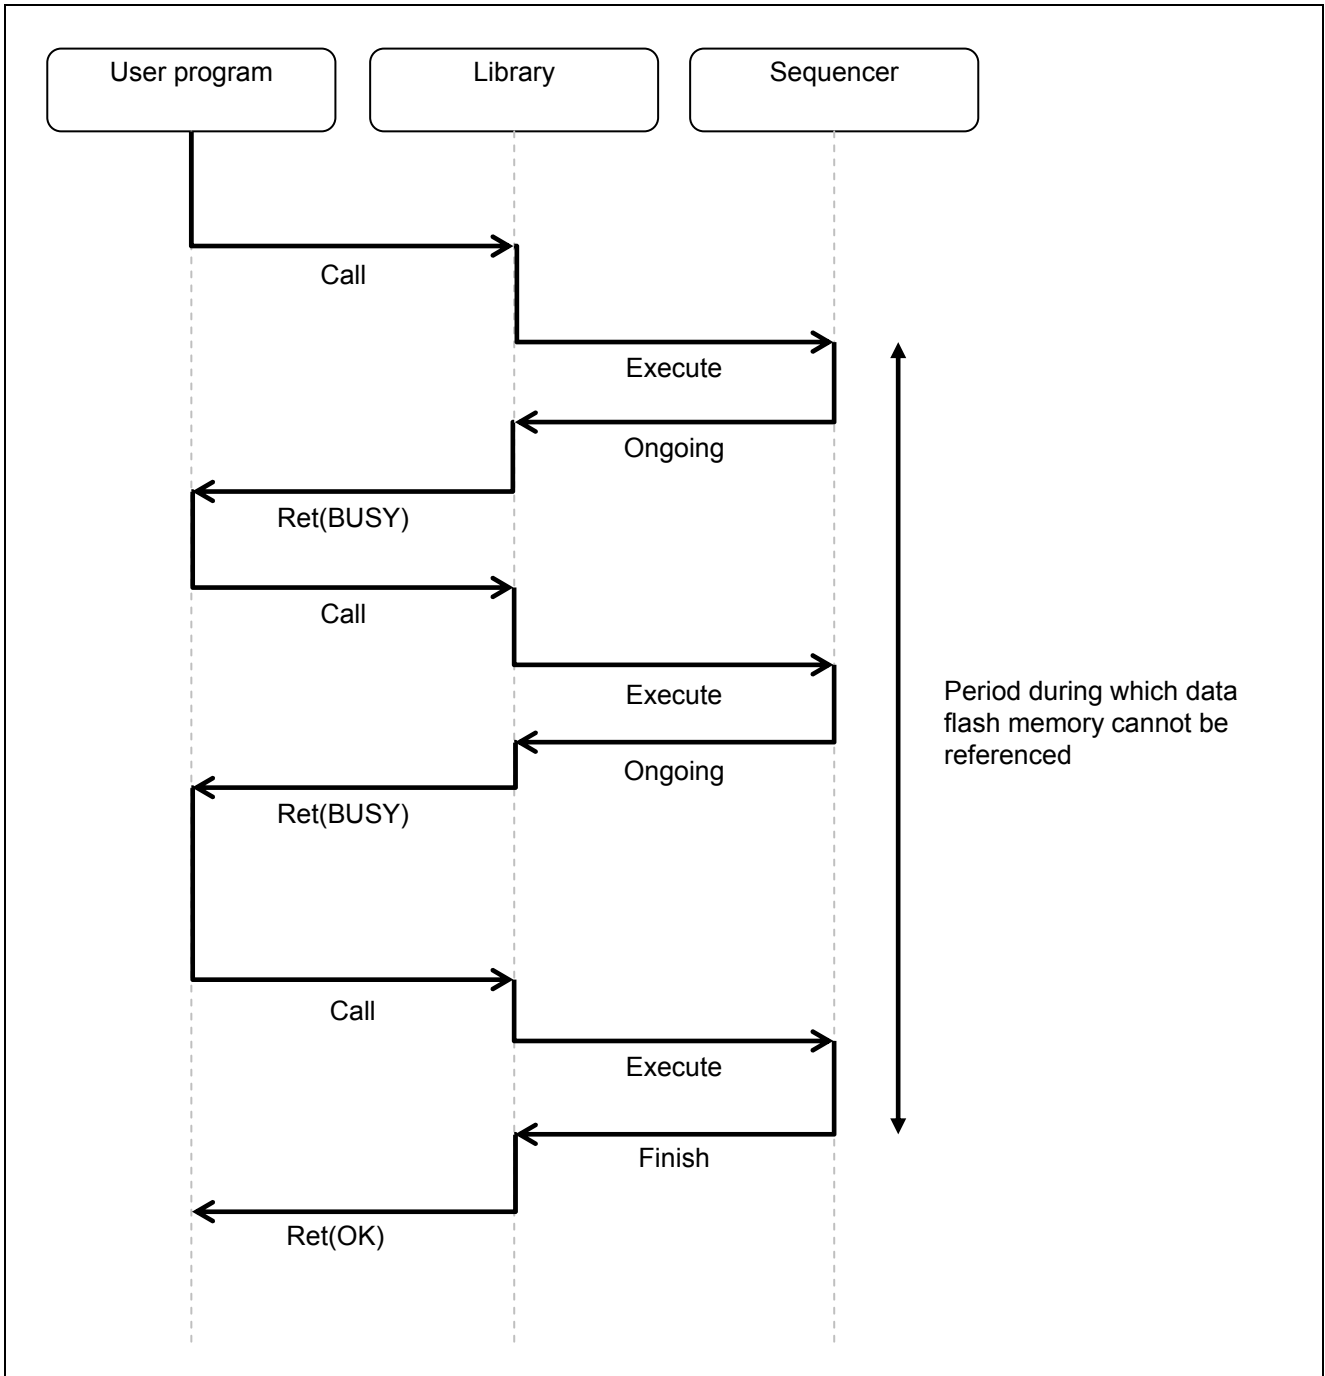 User program
Library
Sequencer
Call
Execute
Ongoing
Ret(BUSY)
Call
Execute
Ongoing
Ret(BUSY)
Period during which data
flash memory cannot be
referenced
Call
Execute
Finish
Ret(OK)